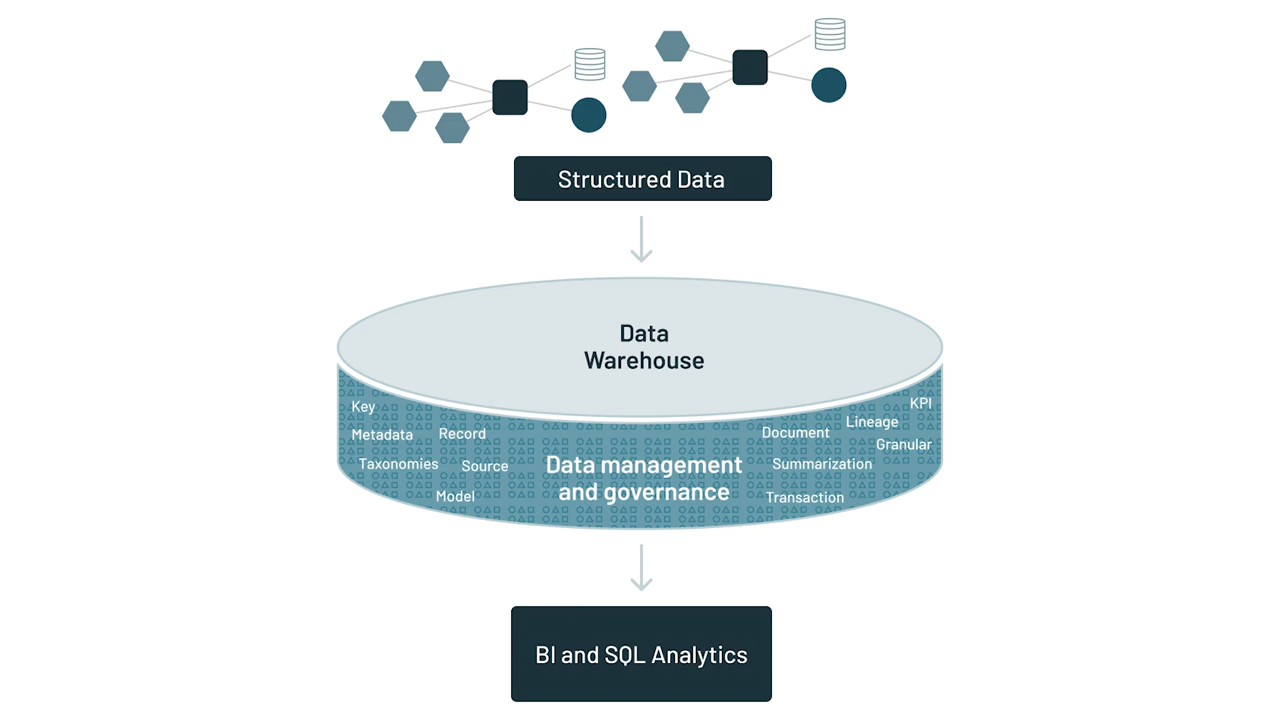 Structured Data
Data
Warehouse
Key
KPI
Metadata
Record
Document
Lineage
Granular
Taxonomies
Source
Data management
and governance
Summarization
Model
Transaction
BI and SQL Analytics